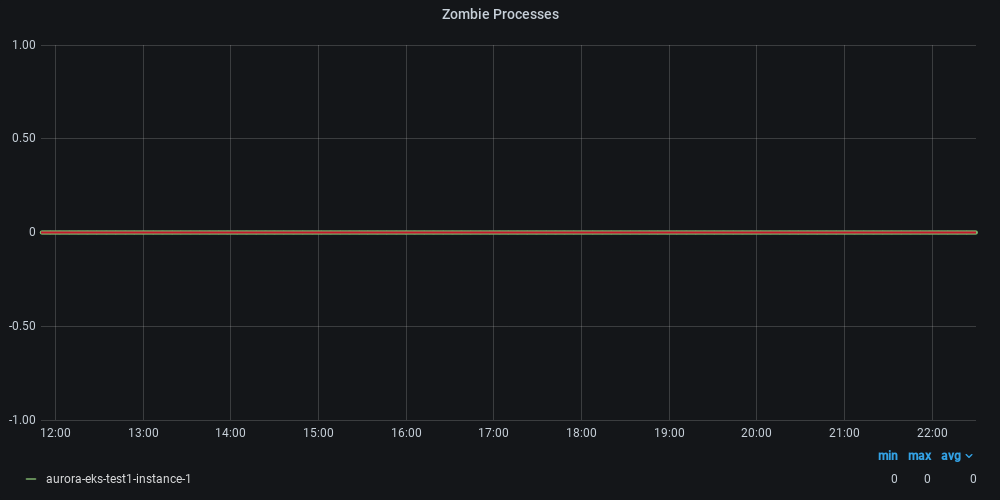 Zombie Processes
1.00
0.50
0
-0.50
-1.00
12:00 13:00 14:00 15:00 16:00 17:00 18:00 19:00 20:00 21:00 22:00
min max avg
aurora-eks-test1-instance-1 0 0 0